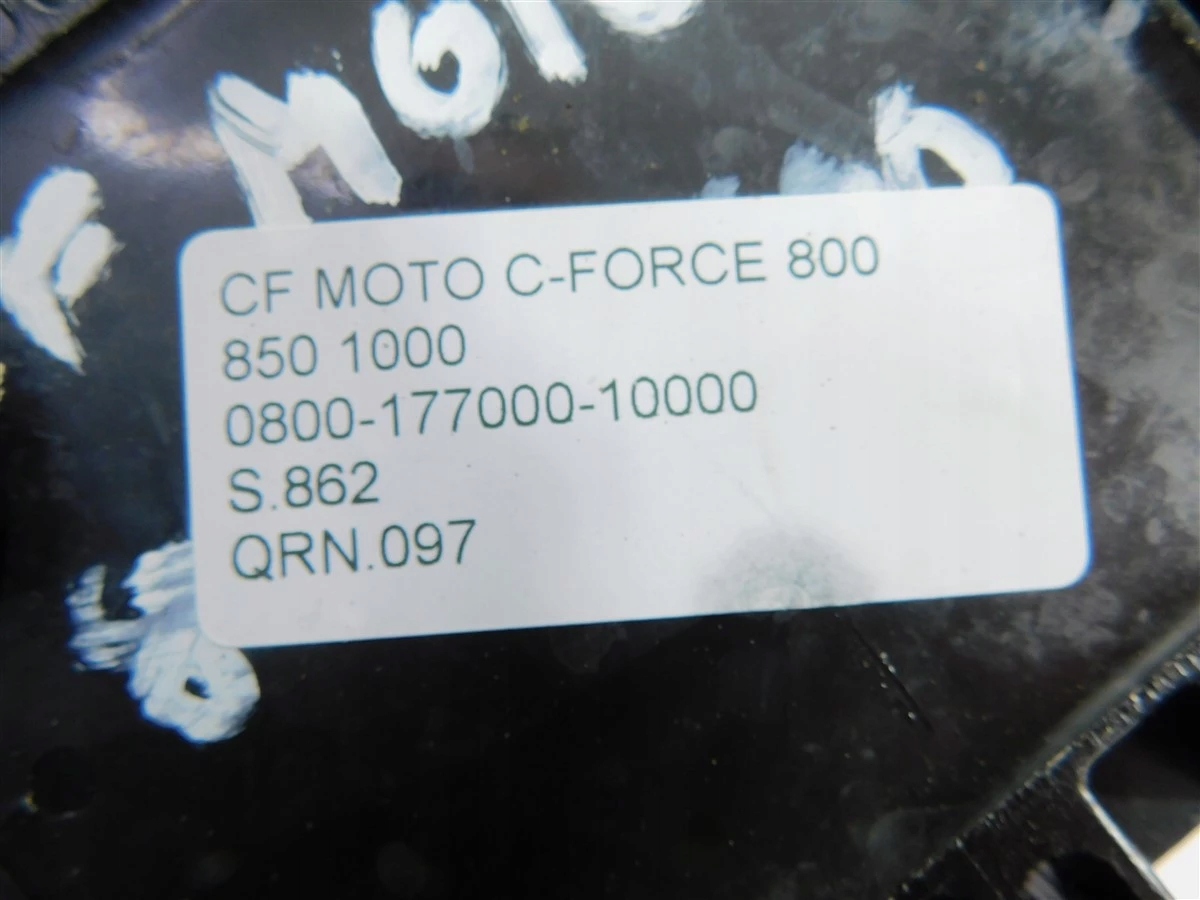 CF MOTO C-FORCE 800
850 1000
0800-177000-10000
S.862
QRN.097